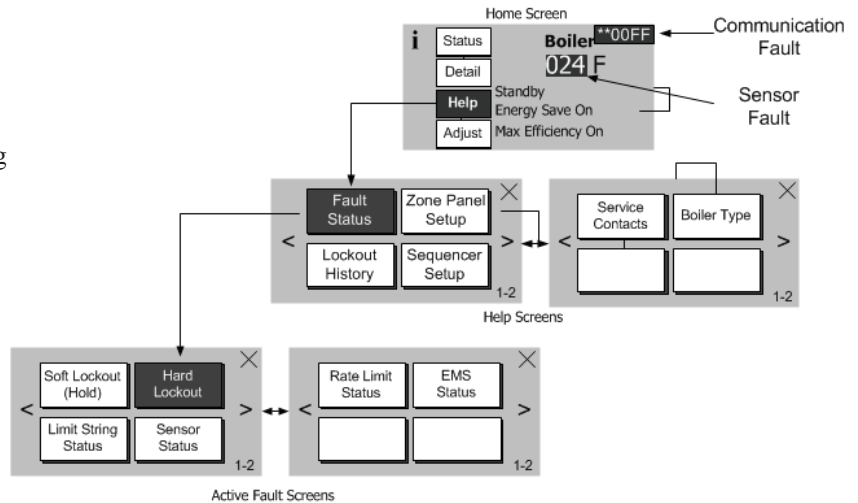 Home Screen
i
Status
Boiler
**00FF
Communication
Fault
Detail
024 F
Help
Standby
Energy Save On
Sensor
Fault
Adjust
Max Efficiency On
g
Fault
Status
Zone Panel
Setup
X
<
>
Lockout
History
Sequencer
Setup
1-2
Service
Contacts
Boiler Type
X
<
>
1-2
Help Screens
Soft Lockout
(Hold)
Hard
Lockout
X
<
>
Limit String
Status
Sensor
Status
1-2
Rate Limit
Status
EMS
Status
X
<
>
1-2
Active Fault Screens